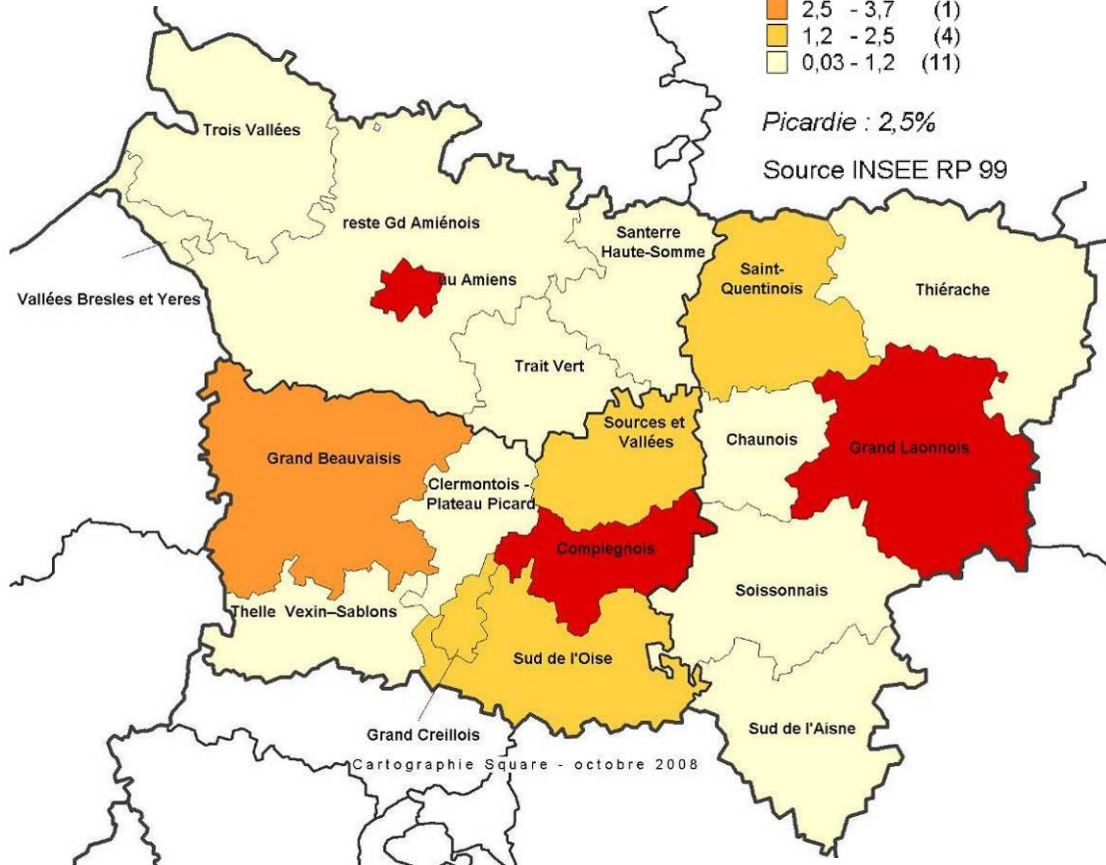 2,5 - 3,7 (1)
1,2 - 2,5 (4)
0,03 - 1,2 (11)
Picardie : 2,5%
Source INSEE RP 99
Trois Vallées
reste Gd Amiénois
Santerre
Haute-Somme
Saint-
Quentinois
Thiérache
au Amiens
Vallées Bresles et Yeres
Trait Vert
Sources et
Vallées
Chaunois
Grand Laonnois
Grand Beauvaisis
Clermontois -
Plateau Picard
Compiegnois
Soissonnais
Thelle Vexin–Sablons
Sud de l'Oise
Sud de l'Aisne
Grand Creillois
Cartographie Square - octobre 2008